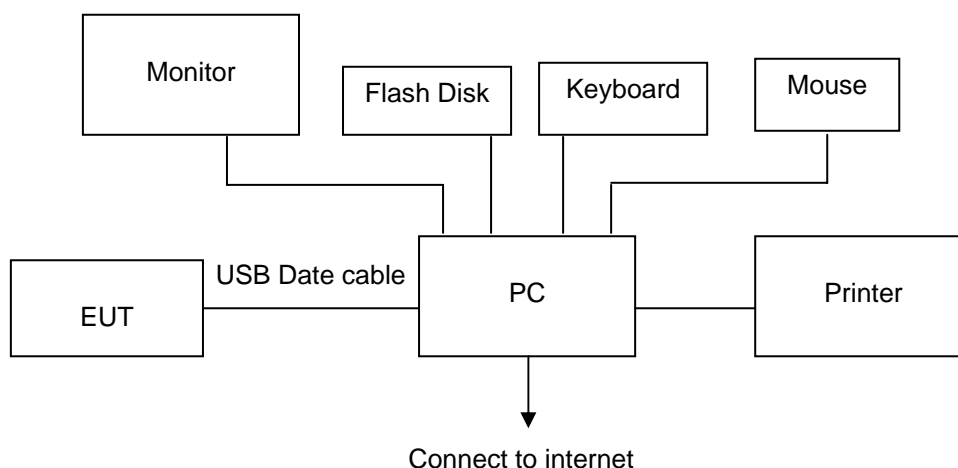 Monitor
Flash Disk
Keyboard
Mouse
USB Date cable
EUT
PC
Printer
Connect to internet